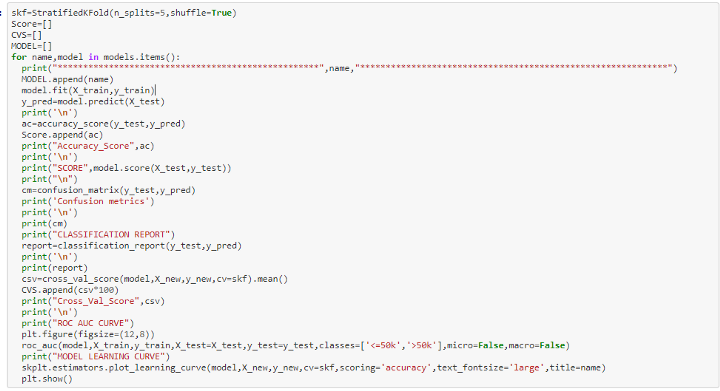 skf=StratifiedKFold(n_splits=5,shuffle=True)
Score=[]
CVS=[]
MODEL=[]
for name,model in models.items():
print("**************************************************",name,"***********************************************************")
MODEL.append(name)
model.fit(X_train,y_train)
y_pred=model.predict(X_test)
print('\n')
ac=accuracy_score(y_test,y_pred)
Score.append(ac)
print("Accuracy_Score",ac)
print('\n')
print("SCORE",model.score(X_test,y_test))
print("\n")
cm=confusion_matrix(y_test,y_pred)
print('Confusion metrics')
print('\n')
print(cm)
print("CLASSIFICATION REPORT")
report=classification_report(y_test,y_pred)
print('\n')
print(report)
csv=cross_val_score(model,X_new,y_new,cv=skf).mean()
CVS.append(csv*100)
print("Cross_Val_Score",csv)
print('\n')
print("ROC AUC CURVE")
plt.figure(figsize=(12,8))
roc_auc(model,X_train,y_train,X_test=X_test,y_test=y_test,classes=['<=50k','>50k'],micro=False,macro=False)
print("MODEL LEARNING CURVE")
skplt.estimators.plot_learning_curve(model,X_new,y_new,cv=skf,scoring='accuracy',text_fontsize='large',title=name)
plt.show()